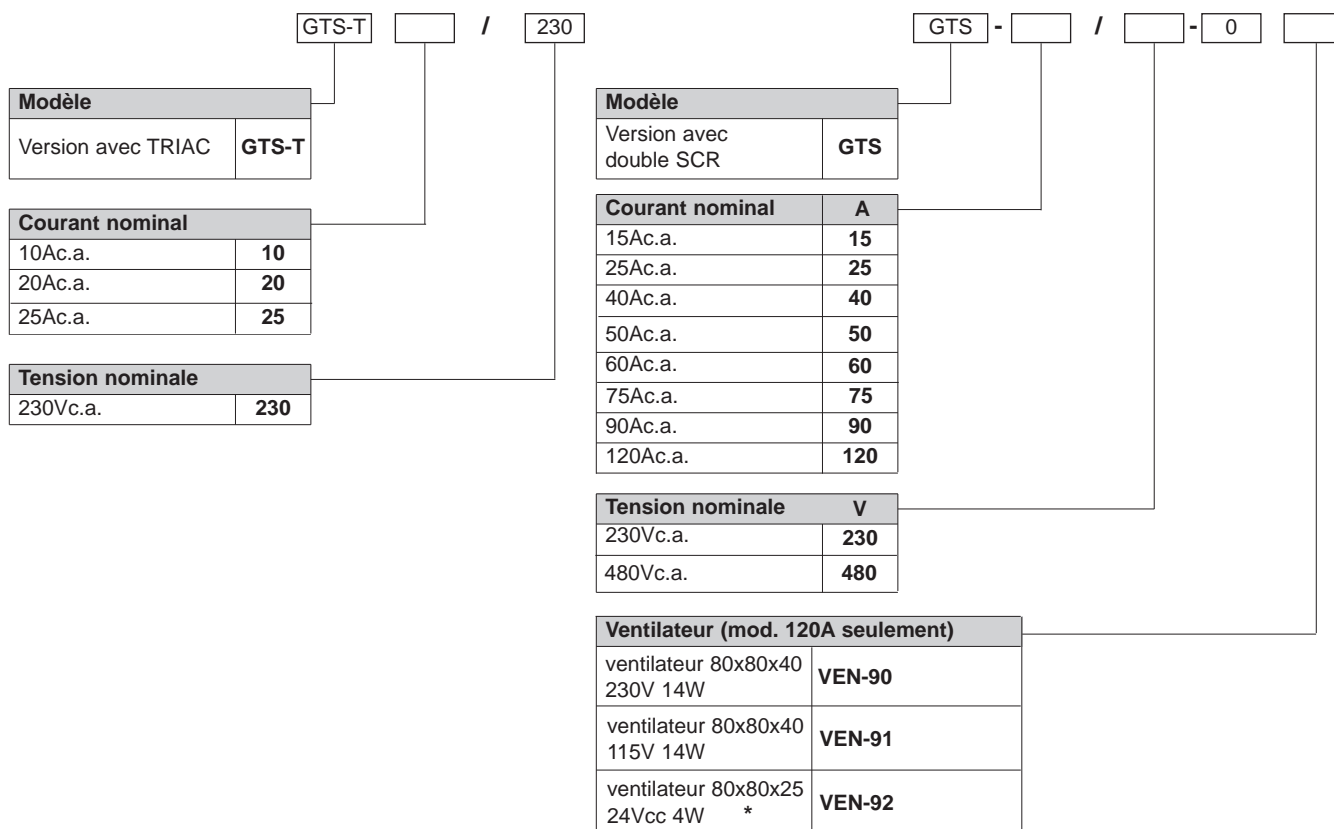 GTS-T / 230
Modèle
Version avec TRIAC GTS-T
Courant nominal
10Ac.a. 10
20Ac.a. 20
25Ac.a. 25
Tension nominale
230Vc.a. 230
GTS - / - 0
Modèle
Version avec
double SCR GTS
Courant nominal A
15Ac.a. 15
25Ac.a. 25
40Ac.a. 40
50Ac.a. 50
60Ac.a. 60
75Ac.a. 75
90Ac.a. 90
120Ac.a. 120
Tension nominale V
230Vc.a. 230
480Vc.a. 480
Ventilateur (mod. 120A seulement)
ventilateur 80x80x40
230V 14W VEN-90
ventilateur 80x80x40
115V 14W VEN-91
ventilateur 80x80x25
24Vcc 4W * VEN-92